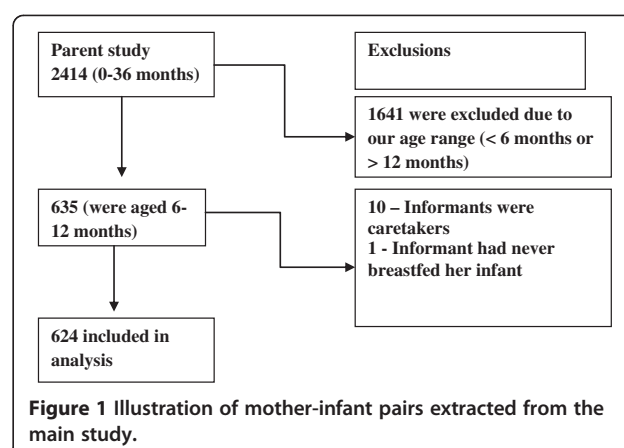 Parent study
2414 (0-36 months)
Exclusions
1641 were excluded due to
our age range (< 6 months or
> 12 months)
635 (were aged 6-
12 months)
10 – Informants were
caretakers
1 - Informant had never
breastfed her infant
624 included in
analysis
Figure 1 Illustration of mother-infant pairs extracted from the
main study.